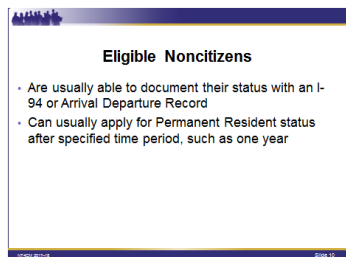 Eligible Noncitizens
• Are usually able to document their status with an I-
94 or Arrival Departure Record
• Can usually apply for Permanent Resident status
after specified time period, such as one year
Slide 10